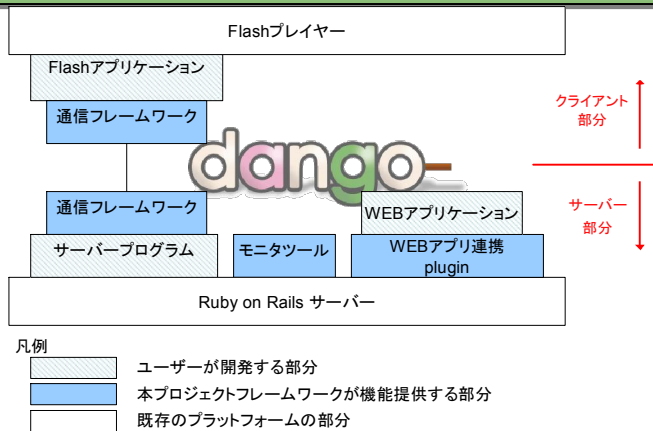 Flashプレイヤー
Flashアプリケーション
通信フレームワーク
クライアント
部分
dango
通信フレームワーク
WEBアプリケーション
サーバー
部分
サーバープログラム
モニタツール
WEBアプリ連携
plugin
Ruby on Rails サーバー
凡例
ユーザーが開発する部分
本プロジェクトフレームワークが機能提供する部分
既存のプラットフォームの部分